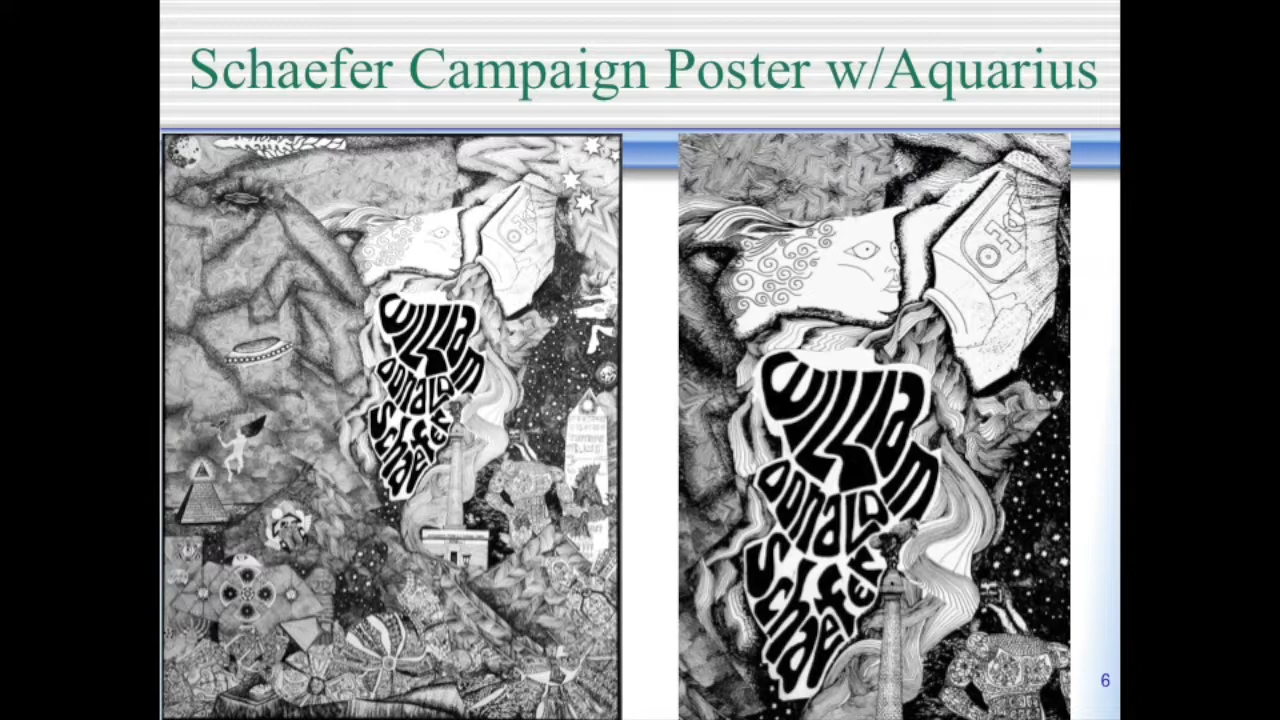 Schaefer Campaign Poster w/Aquarius
William
Donald
Schaefer
William
Donald
Schaefer
6